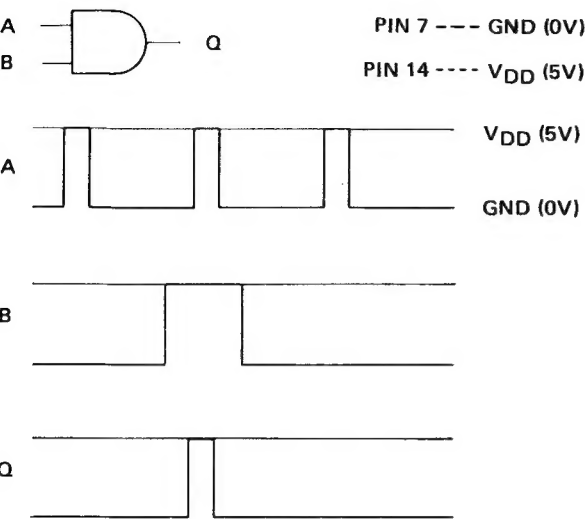 A
B
Q
PIN 7 --- GND (0V)
PIN 14 ---- VDD (5V)
VDD (5V)
A
GND (0V)
B
Q